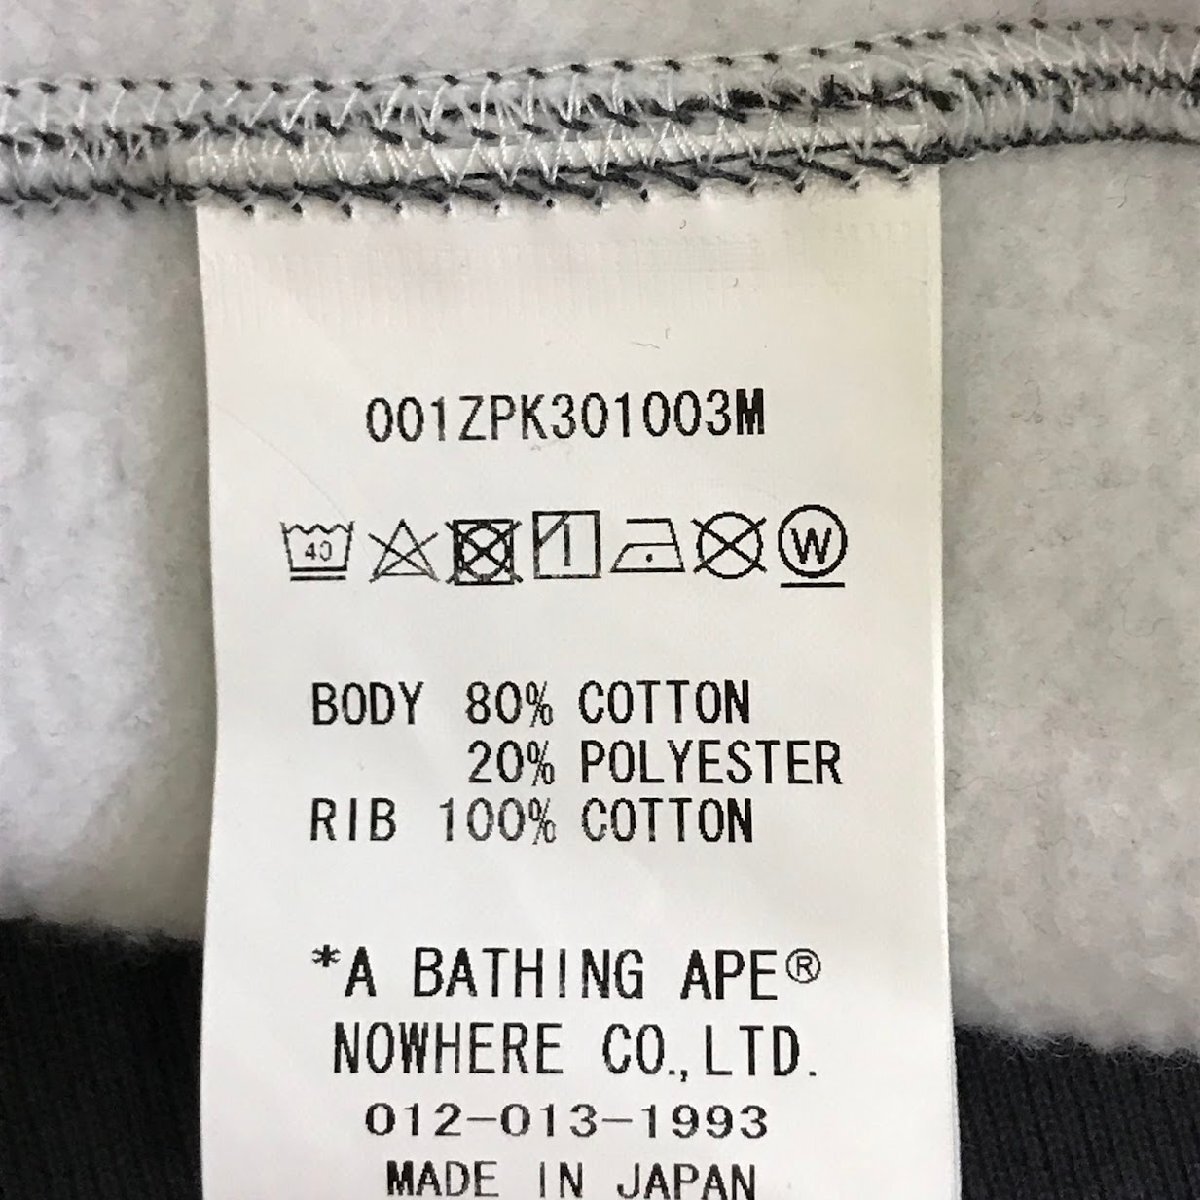 001ZPK301003M
40
W
BODY 80% COTTON
20% POLYESTER
RIB 100% COTTON
*A BATHING APE®
NOWHERE CO.,LTD.
012-013-1993
MADE IN JAPAN